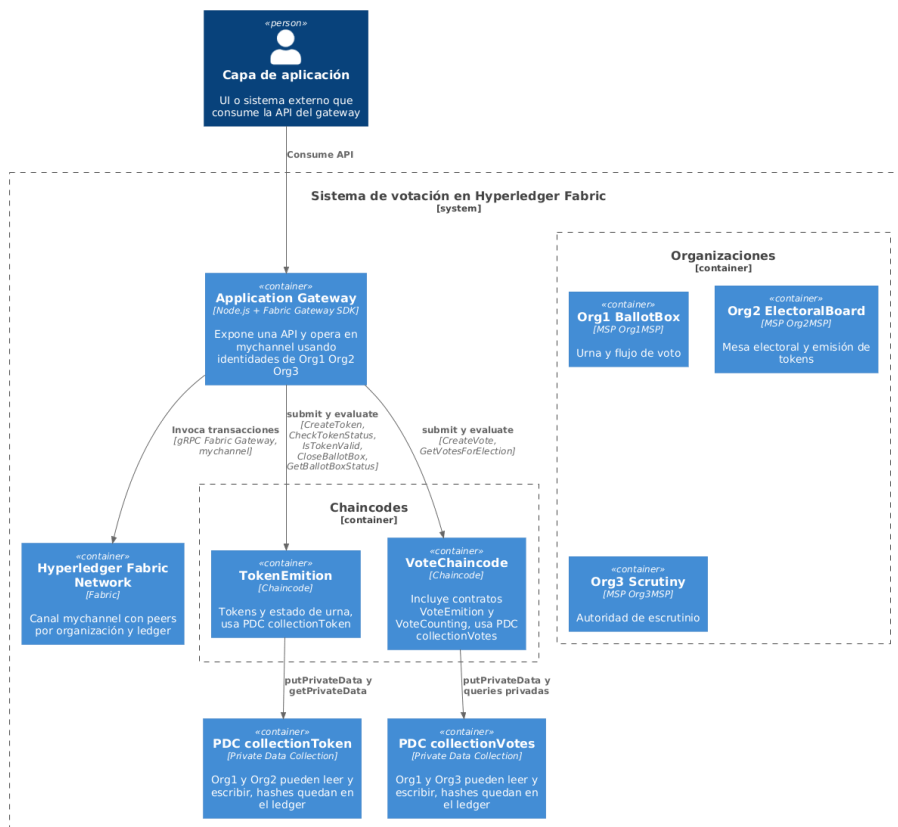 «person»
Capa de aplicación
UI o sistema externo que
consume la API del gateway
Consume API
Sistema de votación en Hyperledger Fabric
[system]
Organizaciones
[container]
«container»
Application Gateway
[Node.js + Fabric Gateway SDK]
Expone una API y opera en
mychannel usando
identidades de Org1 Org2
Org3
«container»
Org1 BallotBox
[MSP Org1MSP]
Urna y flujo de voto
«container»
Org2 ElectoralBoard
[MSP Org2MSP]
Mesa electoral y emisión de
tokens
Invoca transacciones
[gRPC Fabric Gateway,
mychannel]
submit y evaluate
[CreateToken,
CheckTokenStatus,
IsTokenValid,
CloseBallotBox,
GetBallotBoxStatus]
submit y evaluate
[CreateVote,
GetVotesForElection]
Chaincodes
[container]
«container»
Hyperledger Fabric
Network
[Fabric]
Canal mychannel con peers
por organización y ledger
«container»
TokenEmition
[Chaincode]
Tokens y estado de urna,
usa PDC collectionToken
«container»
VoteChaincode
[Chaincode]
Incluye contratos
VoteEmition y
VoteCounting, usa PDC
collectionVotes
«container»
Org3 Scrutiny
[MSP Org3MSP]
Autoridad de escrutinio
putPrivateData y
getPrivateData
putPrivateData y
queries privadas
«container»
PDC collectionToken
[Private Data Collection]
Org1 y Org2 pueden leer y
escribir, hashes quedan en
el ledger
«container»
PDC collectionVotes
[Private Data Collection]
Org1 y Org3 pueden leer y
escribir, hashes quedan en
el ledger